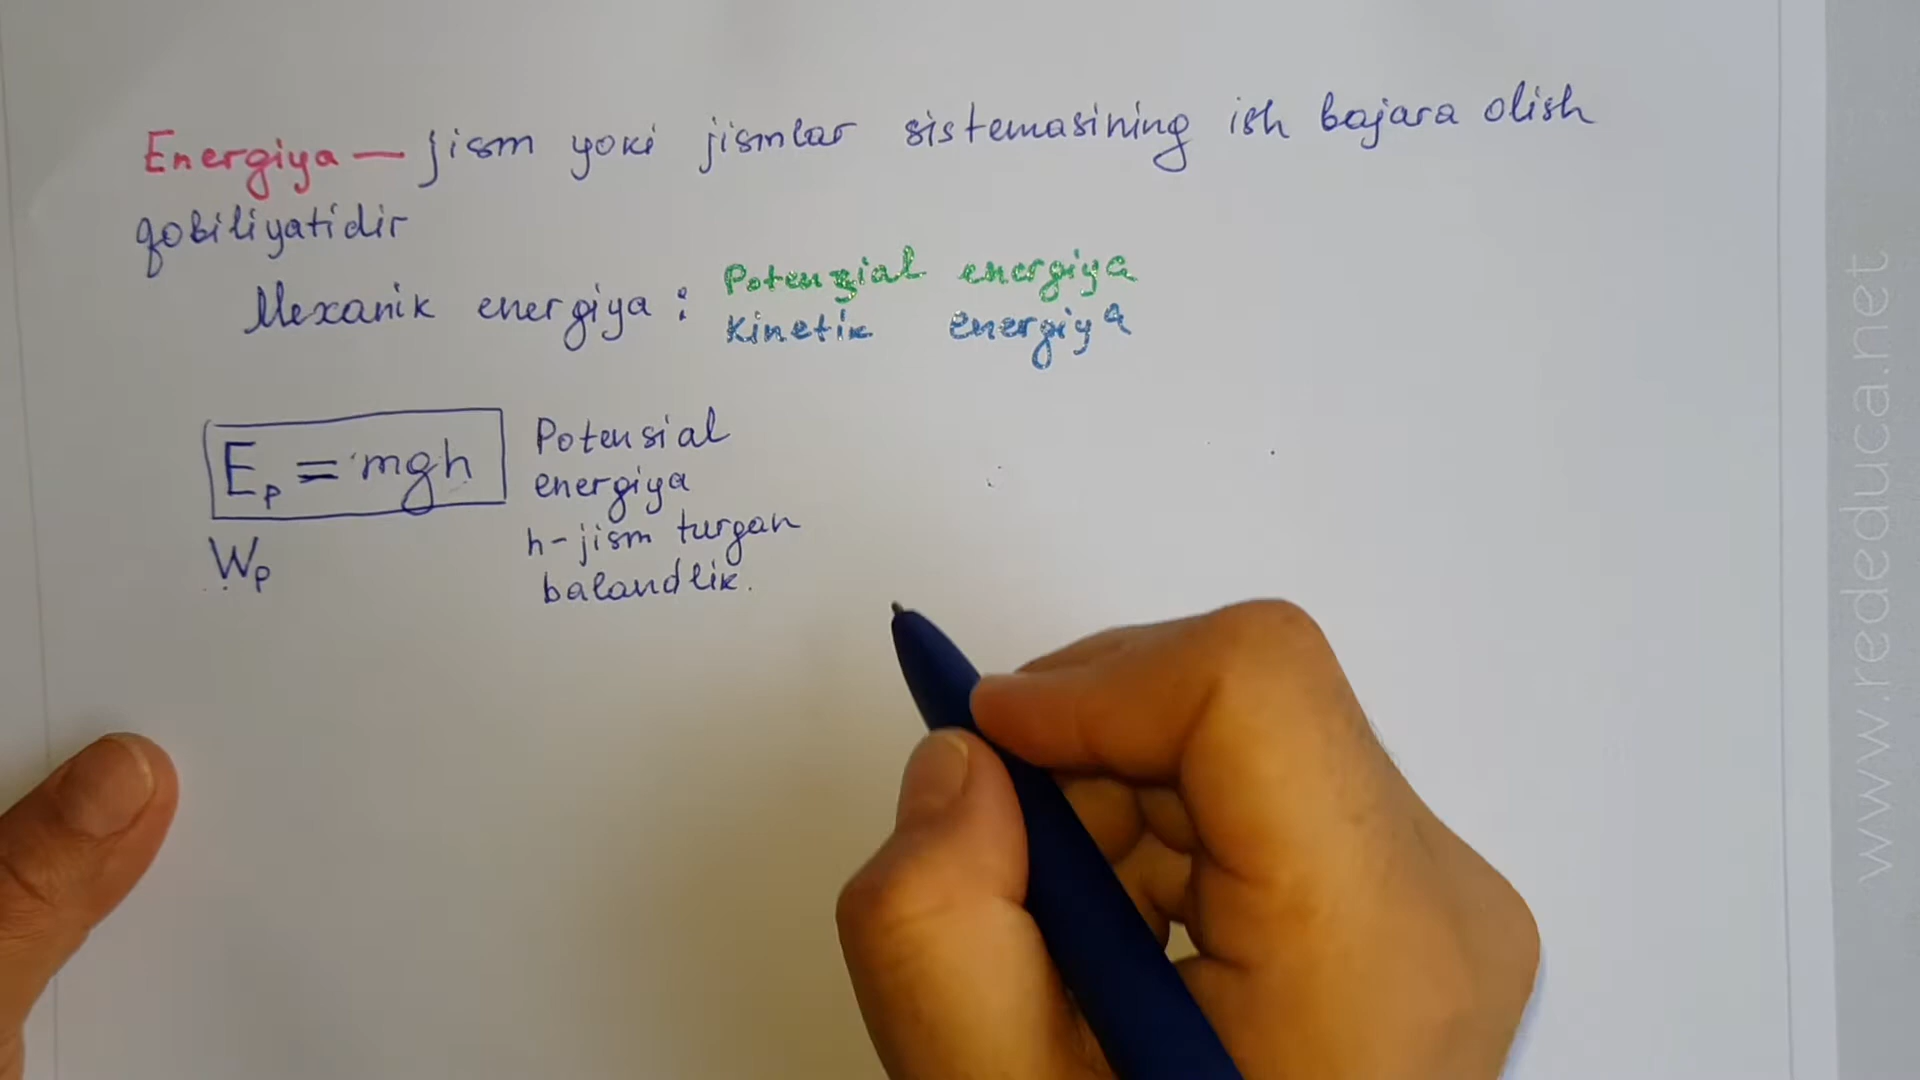 Energiya — jism yoki jismlar sistemasining ish bajara olish
qobiliyatidir
Mexanik energiya : Potensial energiya
Kinetik energiya
Ep = mgh
Potensial
energiya
h - jism turgan
balandlik.
Wp
www.rededuca.net